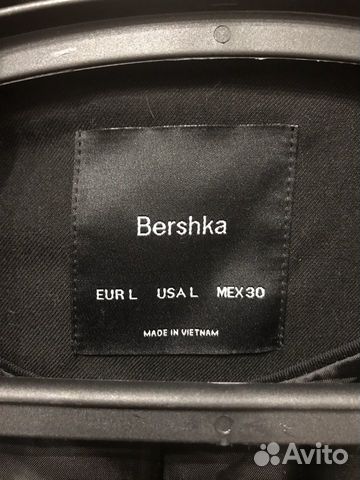 Bershka
EUR L USA L MEX 30
MADE IN VIETNAM
Avito